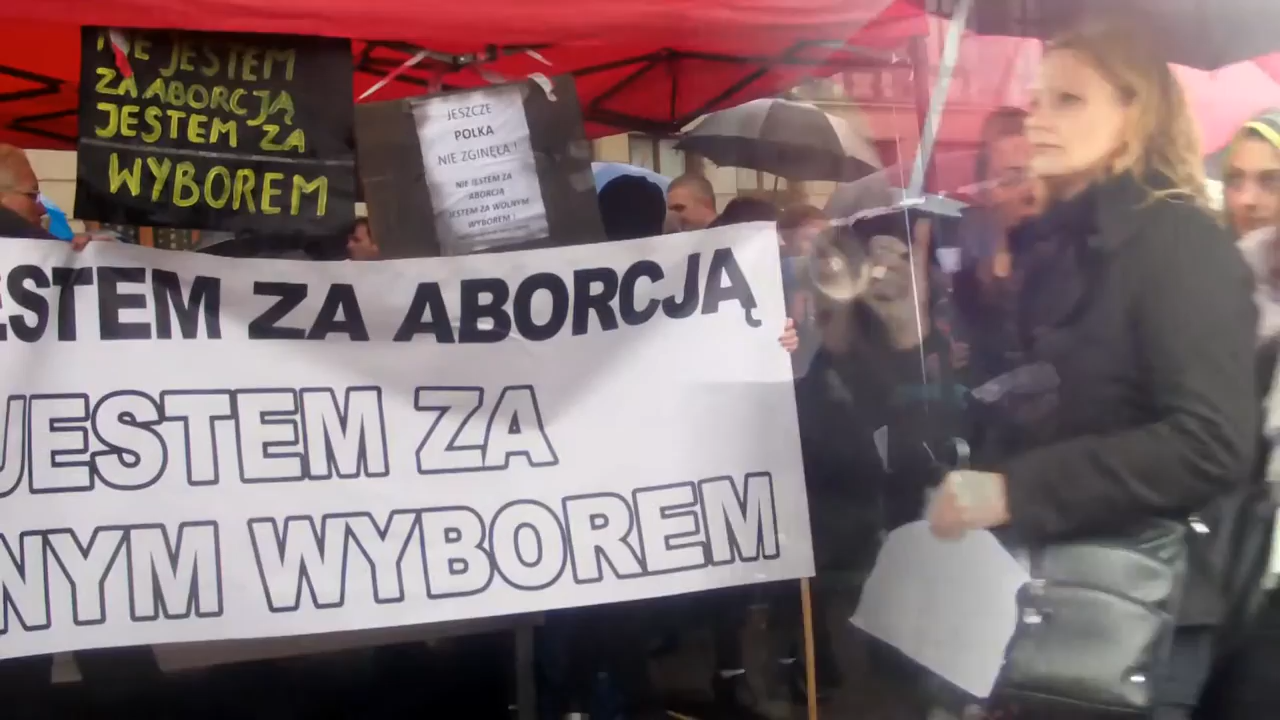 NIE JESTEM
ZA ABORCJĄ
JESTEM ZA
WYBOREM
JESZCZE
POLKA
NIE ZGINĘŁA !
NIE JESTEM ZA
ABORCJĄ
JESTEM ZA WOLNYM
WYBOREM !
ESTEM ZA ABORCJĄ
JESTEM ZA
NYM WYBOREM